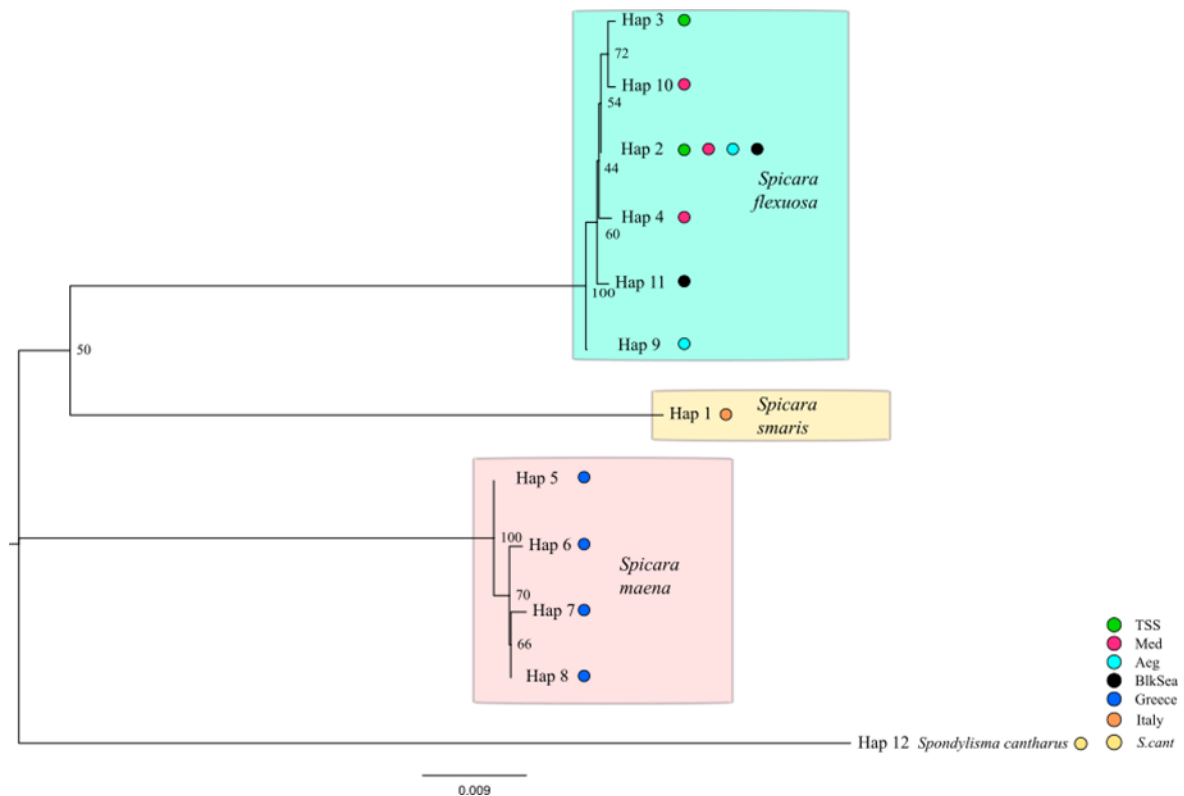 Hap 3
72
Hap 10
54
Hap 2
44
Spicara
flexuosa
Hap 4
60
Hap 11
100
Hap 9
50
Hap 1
Spicara
smaris
Hap 5
100
Hap 6
Spicara
maena
70
Hap 7
66
Hap 8
TSS
Med
Aeg
BlkSea
Greece
Italy
Hap 12 Spondylisma cantharus
S.cant
0.009